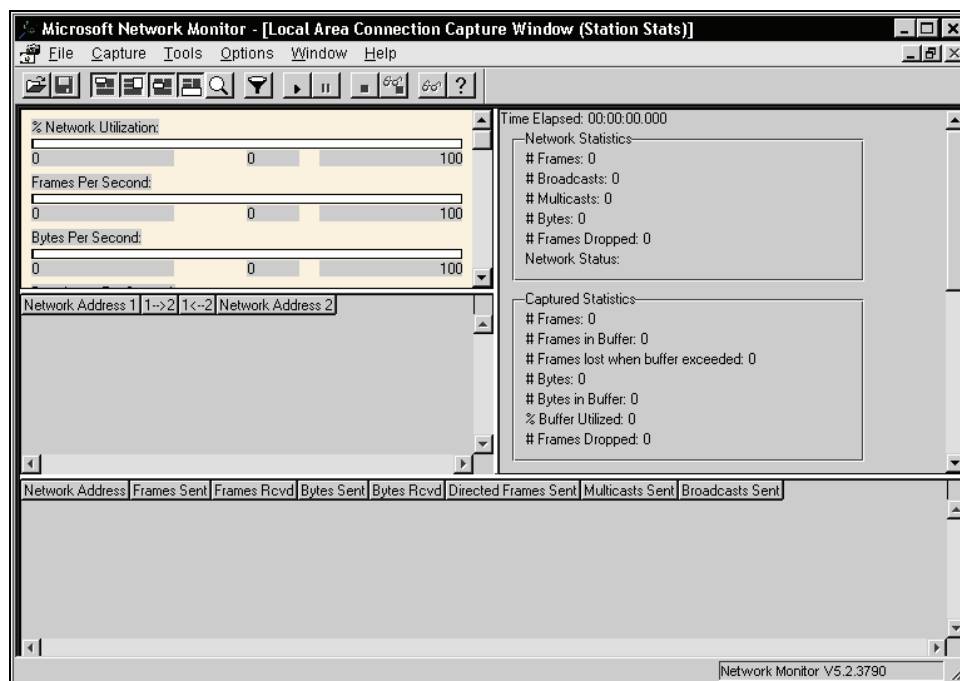 Microsoft Network Monitor - [Local Area Connection Capture Window (Station Stats)]
File Capture Tools Options Window Help
% Network Utilization:
0 0 100
Frames Per Second:
0 0 100
Bytes Per Second:
0 0 100
Network Address 1 1-->2 1<--2 Network Address 2
Time Elapsed: 00:00:00.000
Network Statistics
# Frames: 0
# Broadcasts: 0
# Multicasts: 0
# Bytes: 0
# Frames Dropped: 0
Network Status:
Captured Statistics
# Frames: 0
# Frames in Buffer: 0
# Frames lost when buffer exceeded: 0
# Bytes: 0
# Bytes in Buffer: 0
% Buffer Utilized: 0
# Frames Dropped: 0
Network Address Frames Sent Frames Rcvd Bytes Sent Bytes Rcvd Directed Frames Sent Multicasts Sent Broadcasts Sent
Network Monitor V5.2.3790